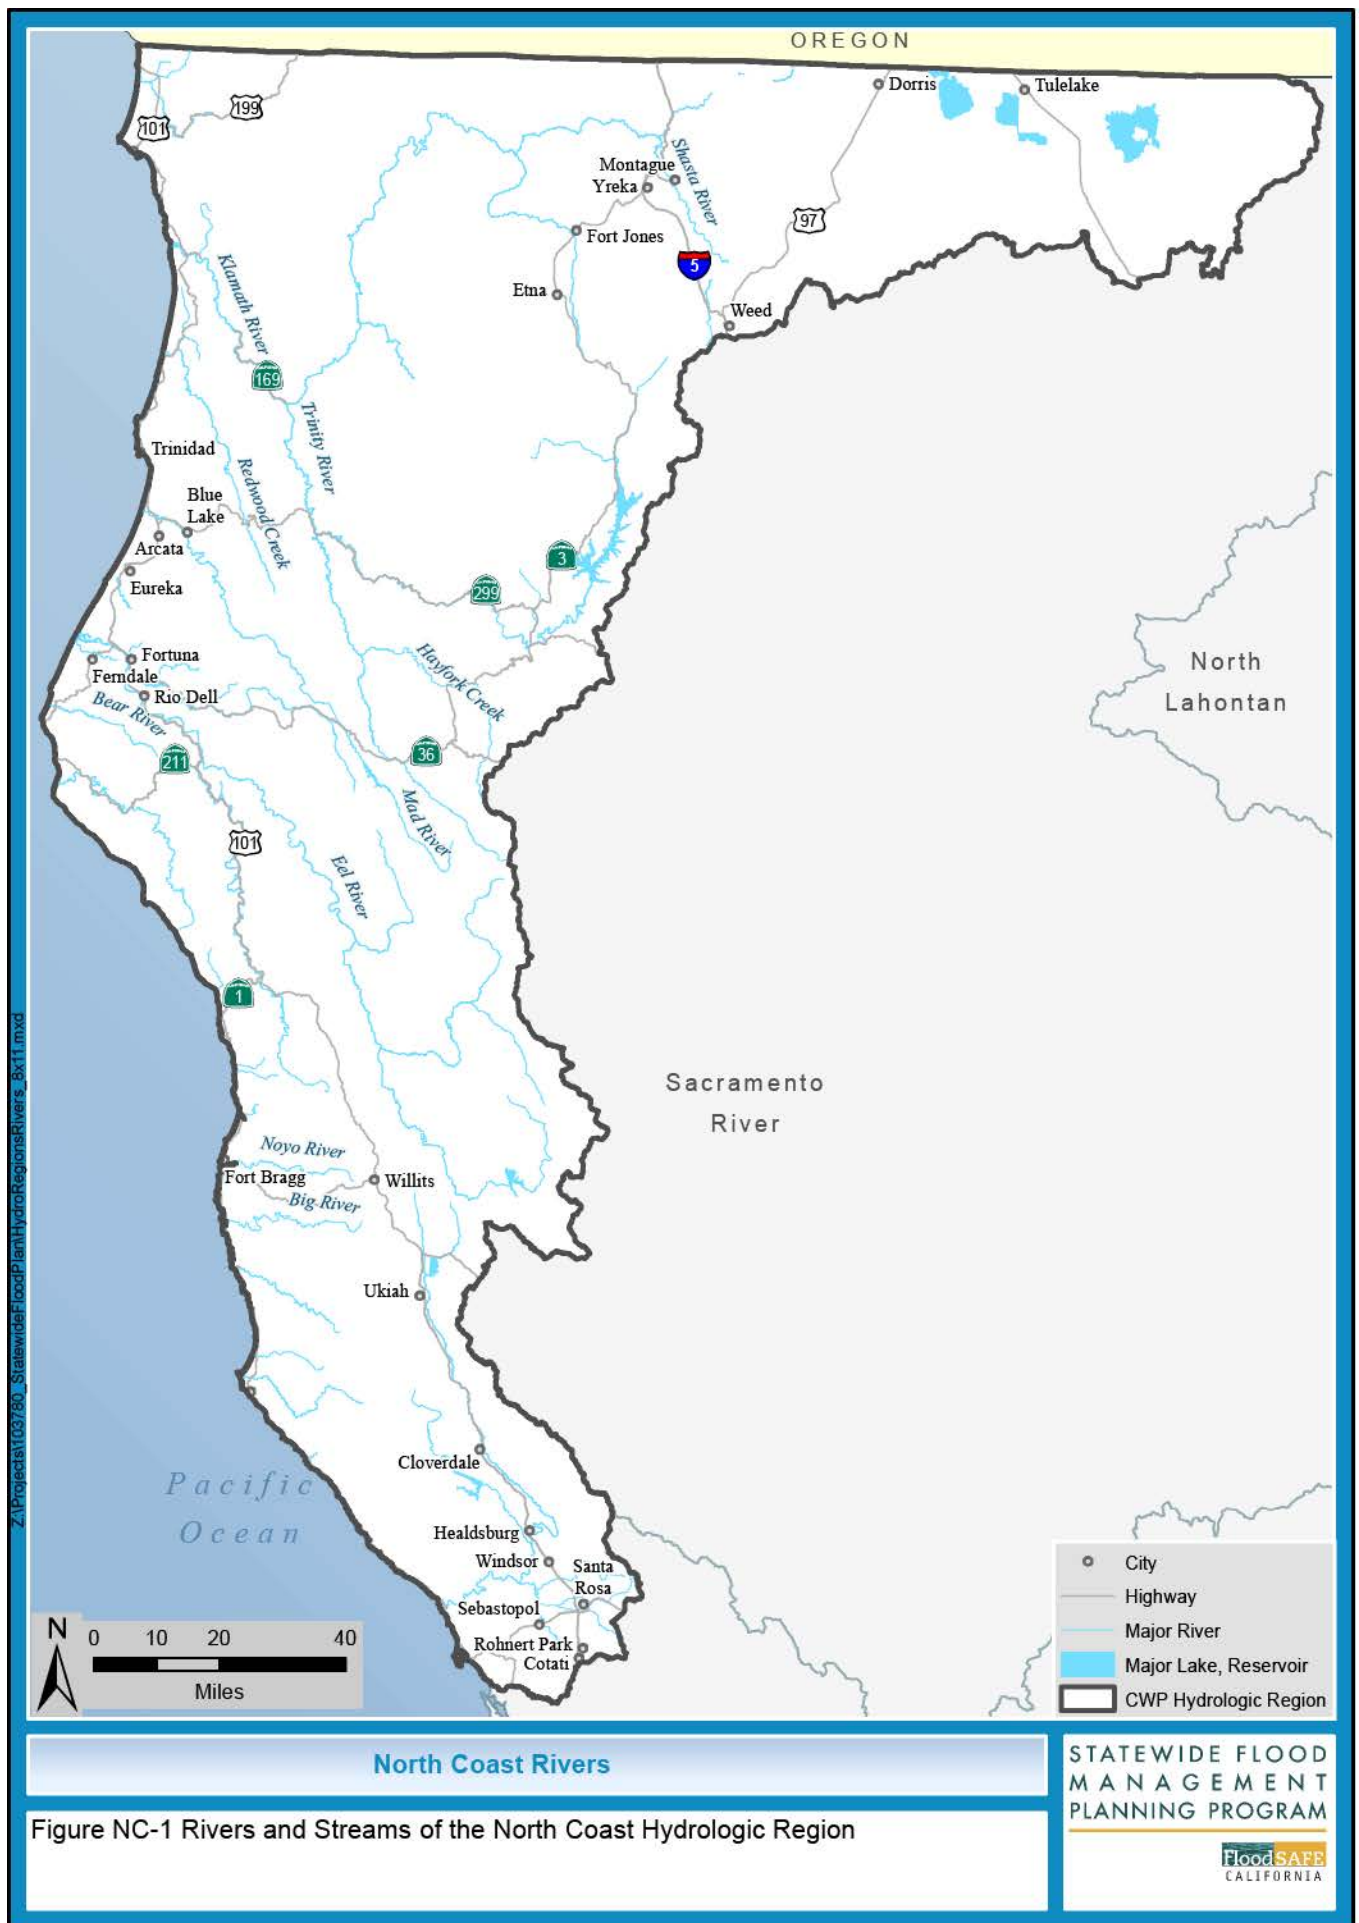 OREGON
Dorris
Tulelake
199
101
Shasta River
Montague
Yreka
97
Fort Jones
5
Klamath River
Etna
Weed
169
Trinity River
Trinidad
Redwood Creek
Blue
Lake
Arcata
3
Eureka
299
Hayfork Creek
Fortuna
Ferndale
Rio Dell
Bear River
North
Lahontan
211
36
Mad River
101
Eel River
1
Sacramento
River
Noyo River
Fort Bragg
Willits
Big River
Ukiah
Cloverdale
Pacific
Ocean
Healdsburg
Windsor
Santa
Rosa
Sebastopol
Rohnert Park
Cotati
N
0 10 20 40
Miles
City
Highway
Major River
Major Lake, Reservoir
CWP Hydrologic Region
Z:\Projects\103780_StatewideFloodPlan\HydroRegionsRivers_8x11.mxd
North Coast Rivers
Figure NC-1 Rivers and Streams of the North Coast Hydrologic Region
STATEWIDE FLOOD
MANAGEMENT
PLANNING PROGRAM
FloodSAFE
CALIFORNIA